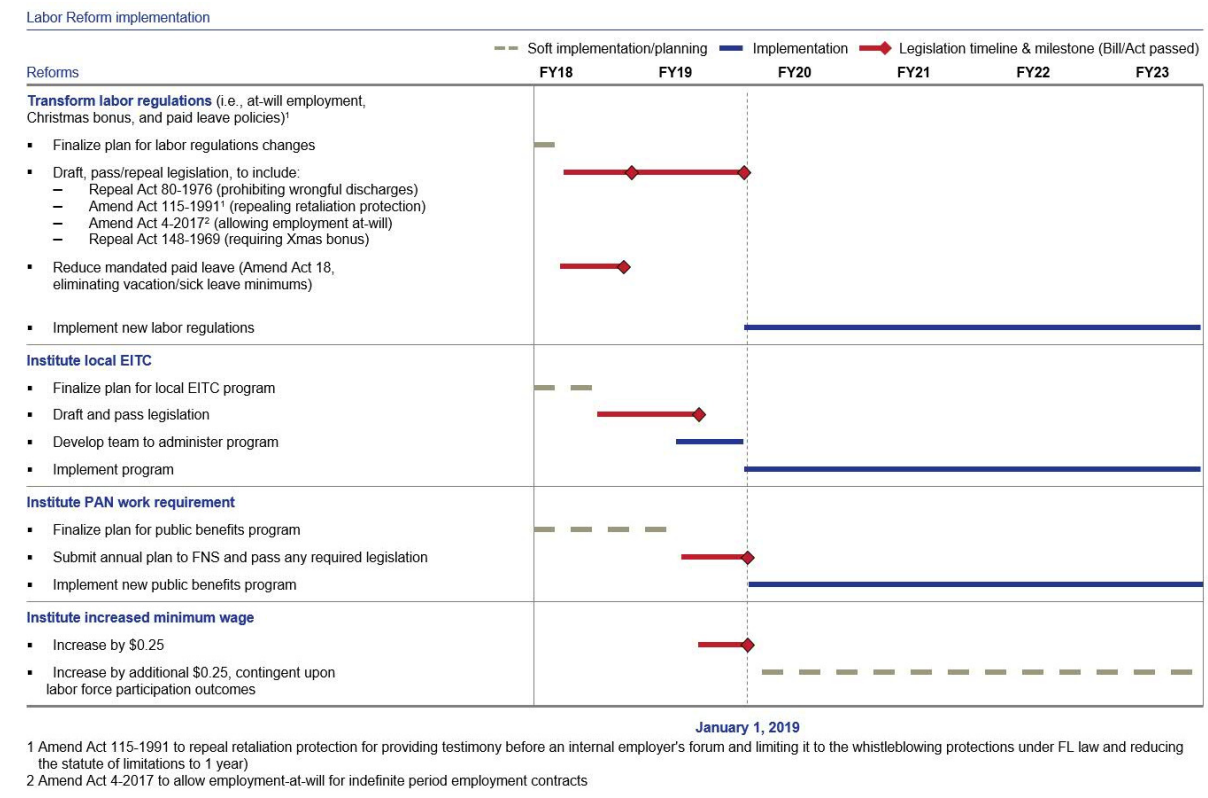 Labor Reform implementation
Soft implementation/planning Implementation Legislation timeline & milestone (Bill/Act passed)
Reforms FY18 FY19 FY20 FY21 FY22 FY23
Transform labor regulations (i.e., at-will employment,
Christmas bonus, and paid leave policies)¹
▪ Finalize plan for labor regulations changes
▪ Draft, pass/repeal legislation, to include:
– Repeal Act 80-1976 (prohibiting wrongful discharges)
– Amend Act 115-1991¹ (repealing retaliation protection)
– Amend Act 4-2017² (allowing employment at-will)
– Repeal Act 148-1969 (requiring Xmas bonus)
▪ Reduce mandated paid leave (Amend Act 18,
eliminating vacation/sick leave minimums)
▪ Implement new labor regulations
Institute local EITC
▪ Finalize plan for local EITC program
▪ Draft and pass legislation
▪ Develop team to administer program
▪ Implement program
Institute PAN work requirement
▪ Finalize plan for public benefits program
▪ Submit annual plan to FNS and pass any required legislation
▪ Implement new public benefits program
Institute increased minimum wage
▪ Increase by $0.25
▪ Increase by additional $0.25, contingent upon
labor force participation outcomes
January 1, 2019
1 Amend Act 115-1991 to repeal retaliation protection for providing testimony before an internal employer's forum and limiting it to the whistleblowing protections under FL law and reducing
the statute of limitations to 1 year)
2 Amend Act 4-2017 to allow employment-at-will for indefinite period employment contracts